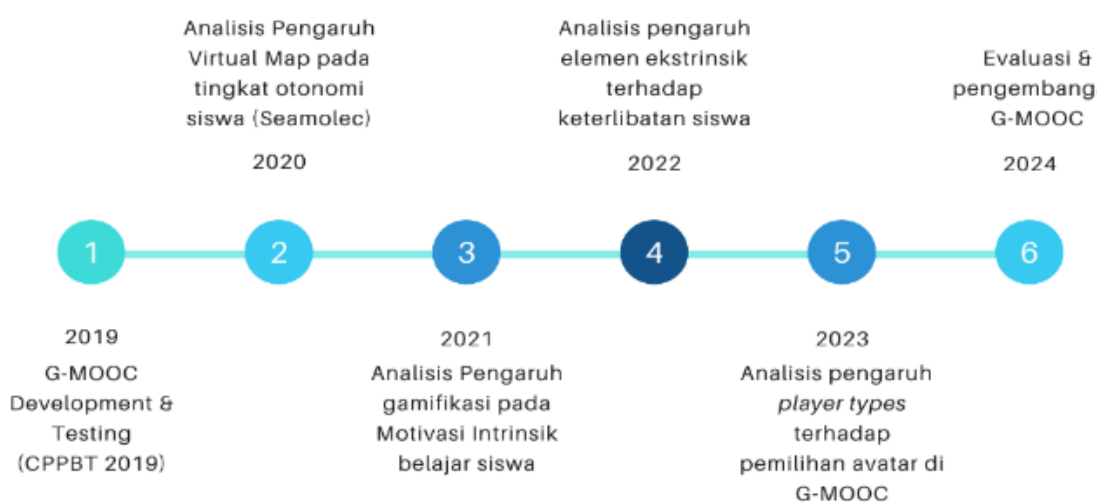 Analisis Pengaruh
Virtual Map pada
tingkat otonomi
siswa (Seamolec)
2020
Analisis pengaruh
elemen ekstrinsik
terhadap
keterlibatan siswa
2022
Evaluasi &
pengembang
G-MOOC
2024
1
2
3
4
5
6
2019
G-MOOC
Development &
Testing
(CPPBT 2019)
2021
Analisis Pengaruh
gamifikasi pada
Motivasi Intrinsik
belajar siswa
2023
Analisis pengaruh
player types
terhadap
pemilihan avatar di
G-MOOC